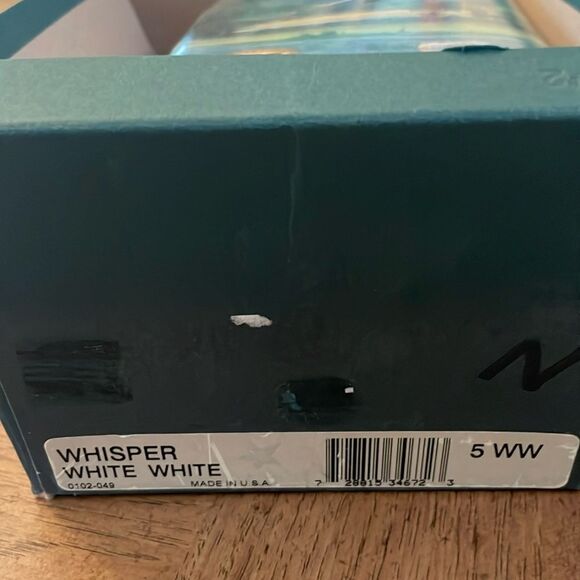 WHISPER
WHITE WHITE
5 WW
0102-049
MADE IN U.S.A.
7 28815 34672 3